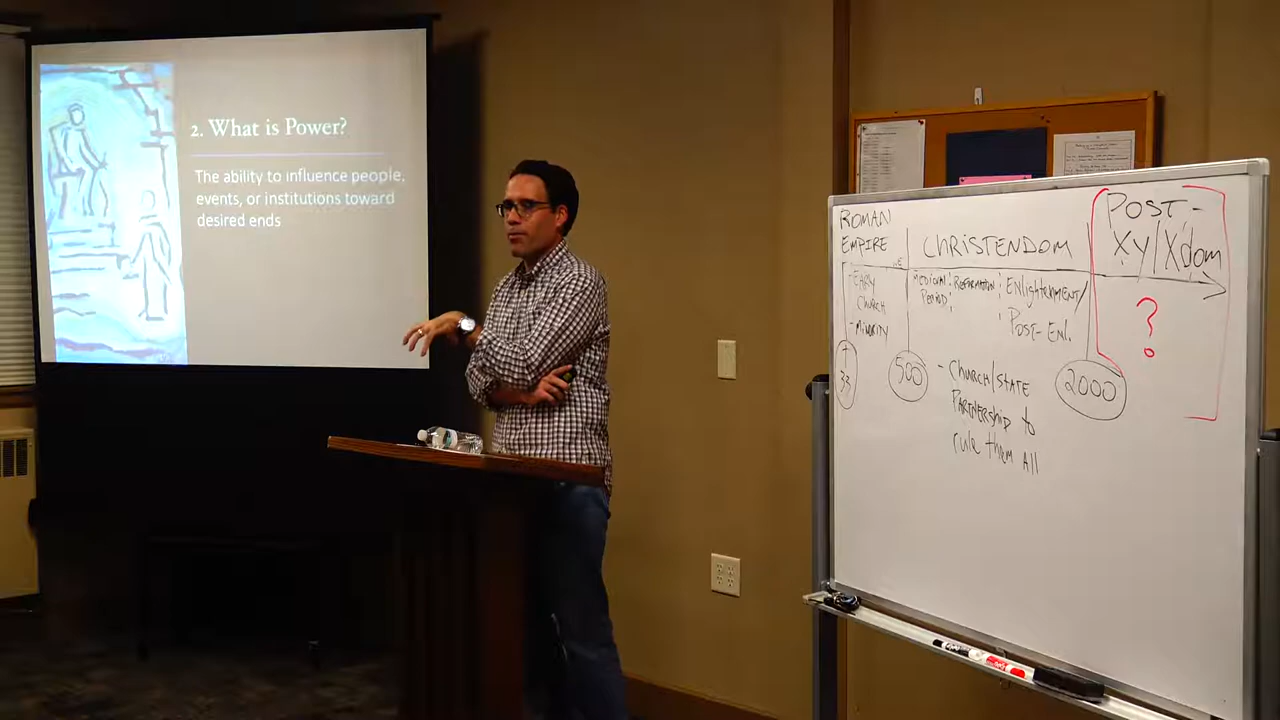 2. What is Power?
The ability to influence people,
events, or institutions toward
desired ends
ROMAN
EMPIRE
CHRISTENDOM
POST-
Xy/Xdom
-EARLY
CHURCH
-MINORITY
MEDIEVAL
PERIOD
REFORMATION
ENLIGHTENMENT/
POST-ENL.
?
33
500
2000
- CHURCH/STATE
PARTNERSHIP to
rule them All